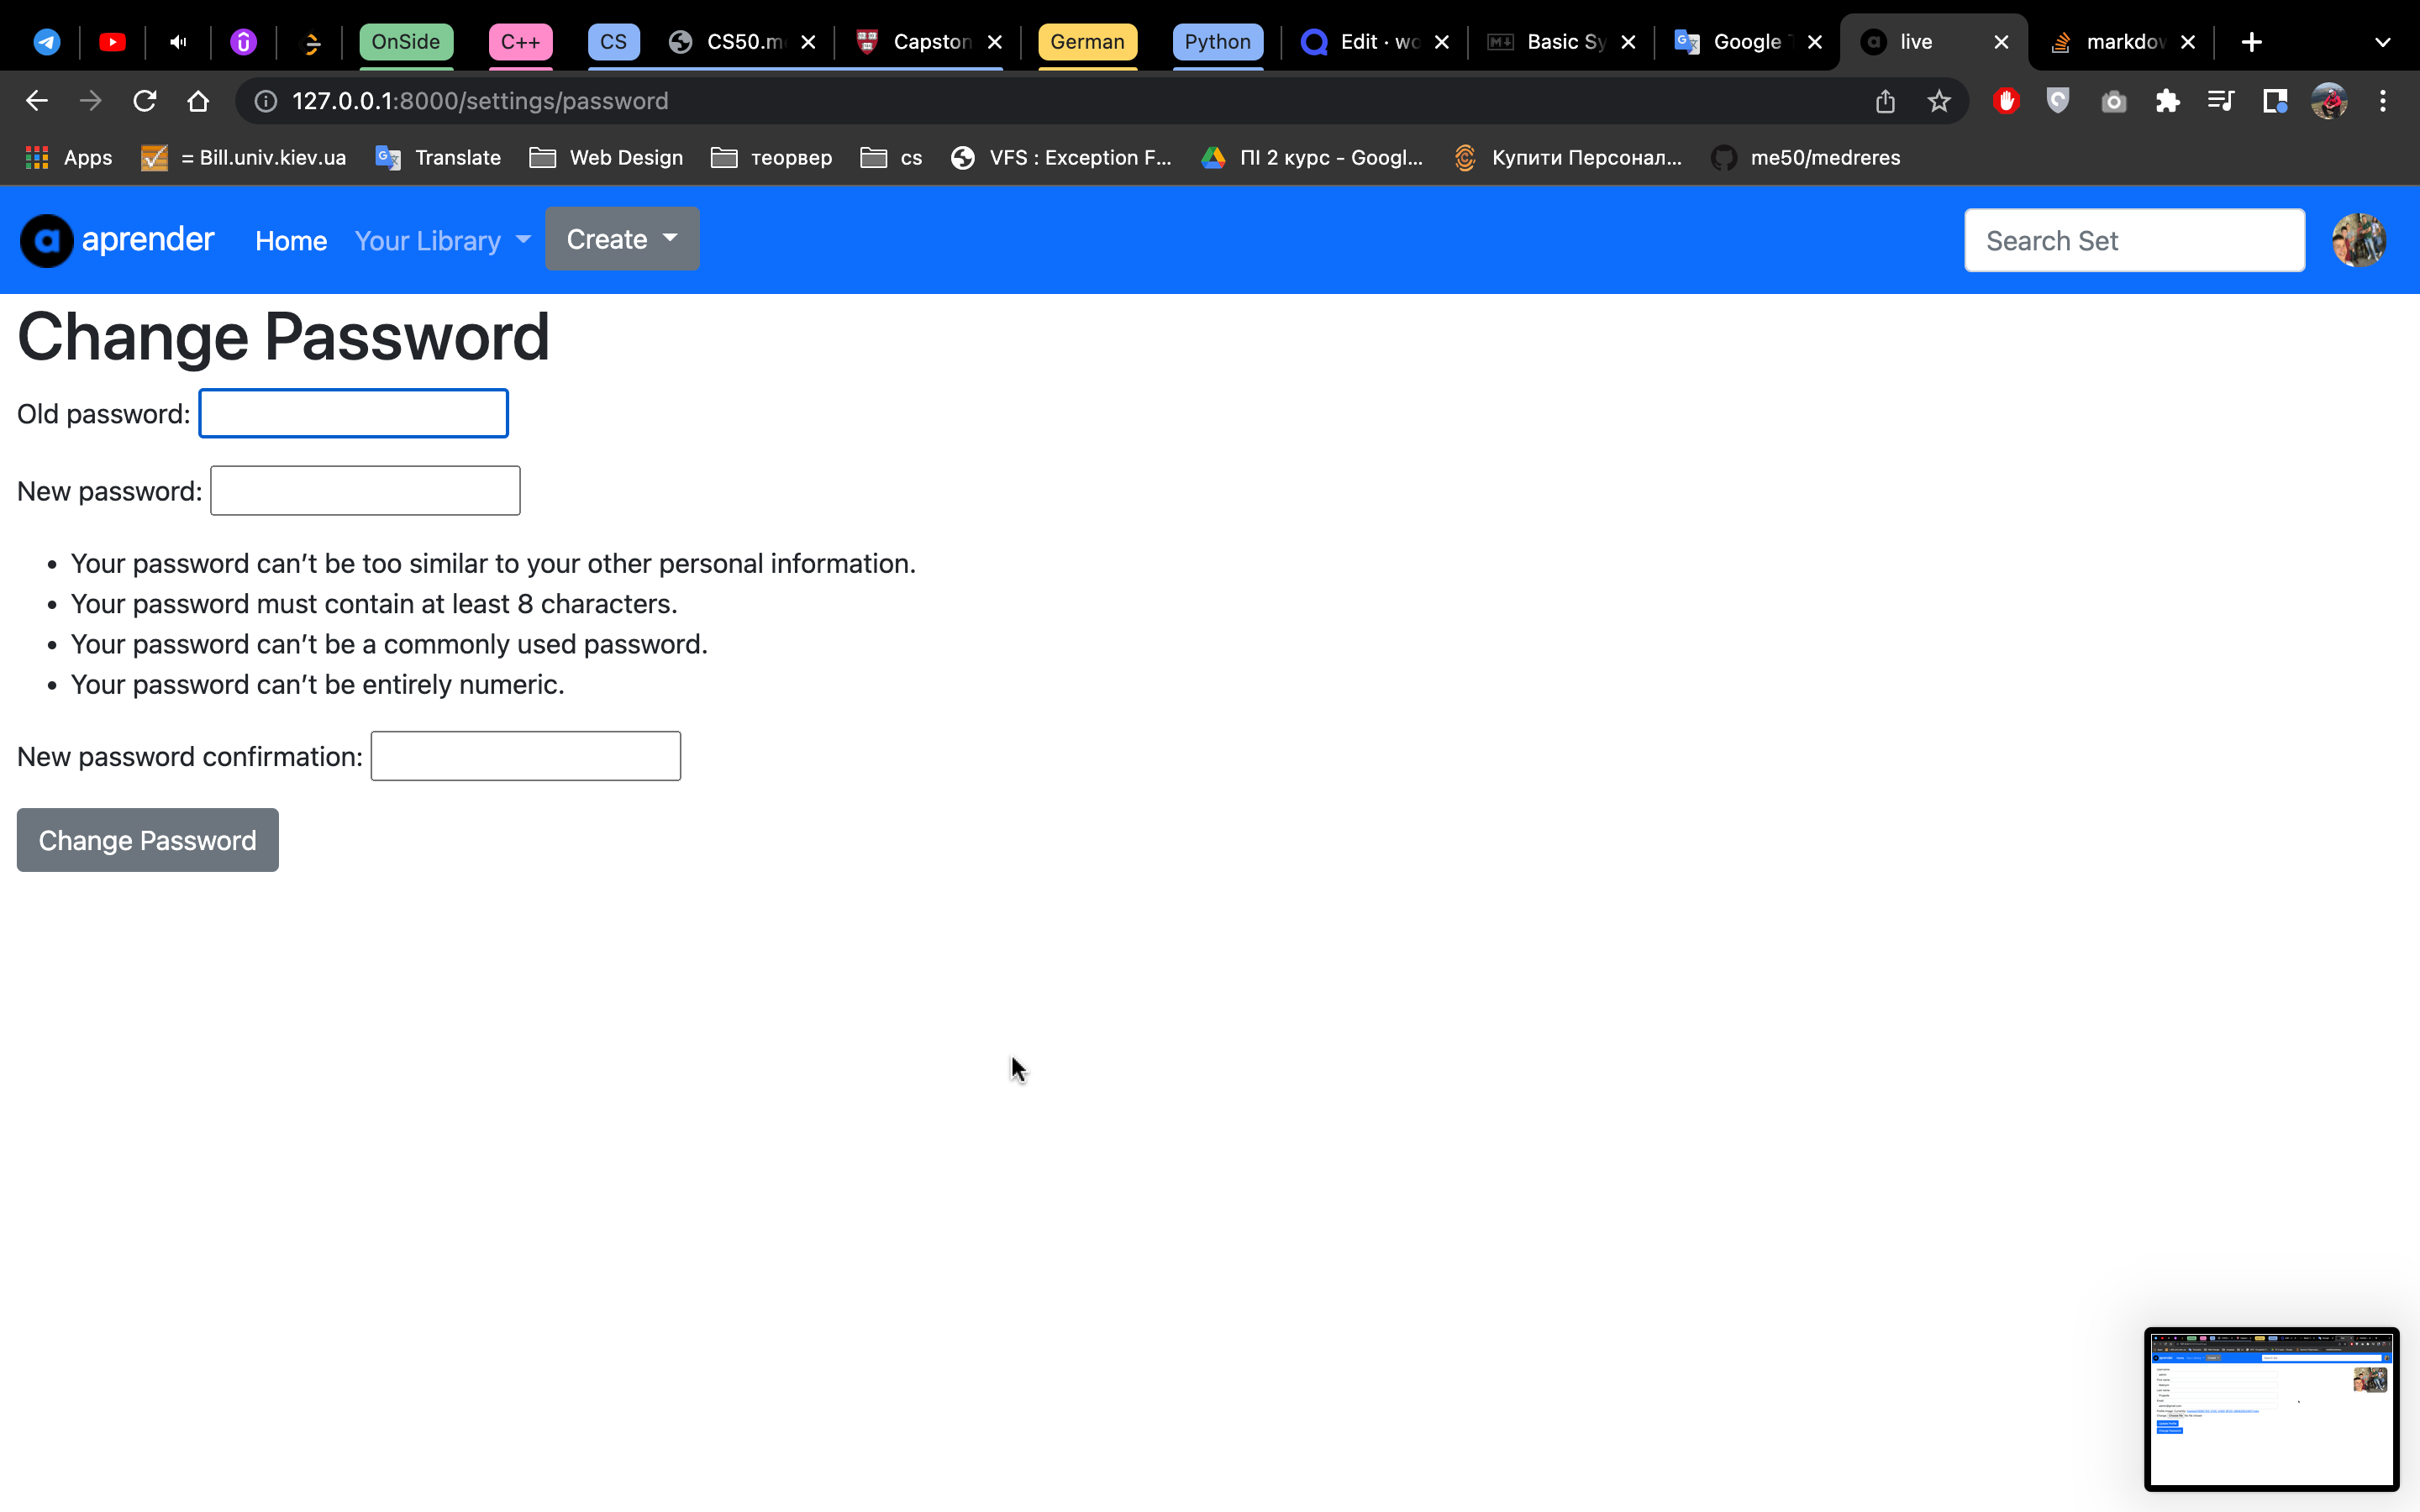 OnSide C++ CS CS50.m Capston German Python Edit · wo Basic Sy Google live markdov
127.0.0.1:8000/settings/password
Apps = Bill.univ.kiev.ua Translate Web Design теорвер cs VFS : Exception F... ПІ 2 курс - Googl... Купити Персонал... me50/medreres
a aprender Home Your Library Create Search Set
Change Password
Old password:
New password:
• Your password can't be too similar to your other personal information.
• Your password must contain at least 8 characters.
• Your password can't be a commonly used password.
• Your password can't be entirely numeric.
New password confirmation:
Change Password